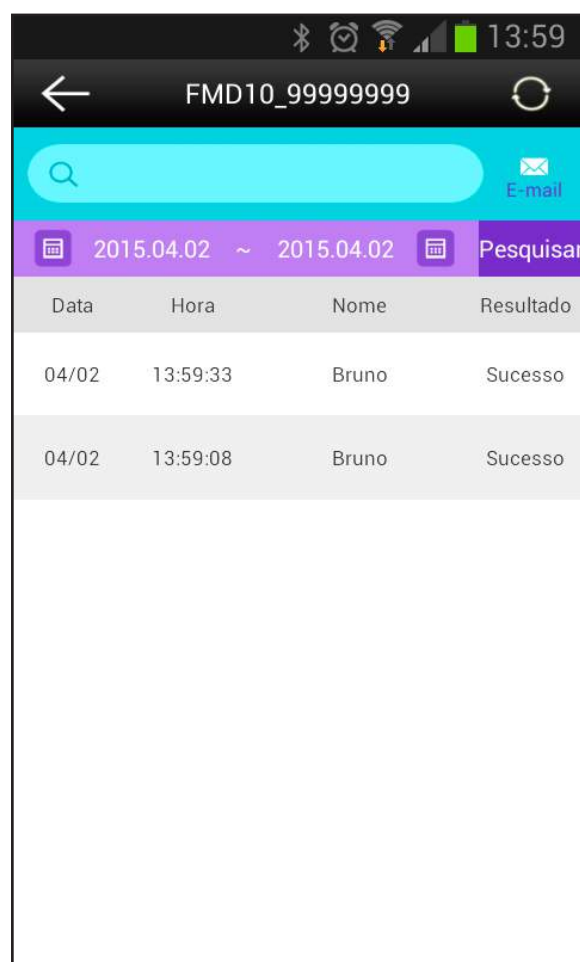 13:59
FMD10_99999999
E-mail
2015.04.02 ~ 2015.04.02 Pesquisar
Data Hora Nome Resultado
04/02 13:59:33 Bruno Sucesso
04/02 13:59:08 Bruno Sucesso